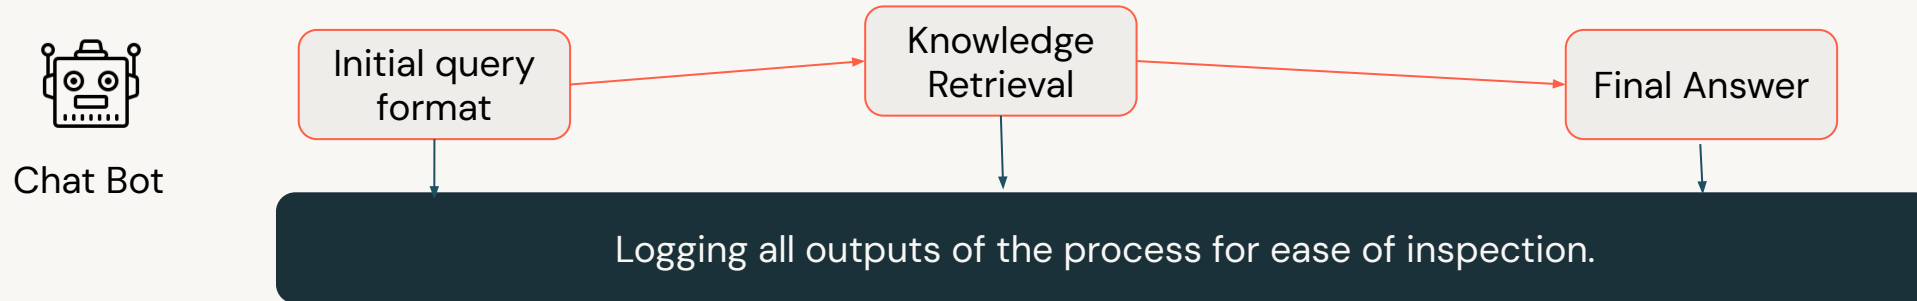 Chat Bot
Initial query
format
Knowledge
Retrieval
Final Answer
Logging all outputs of the process for ease of inspection.